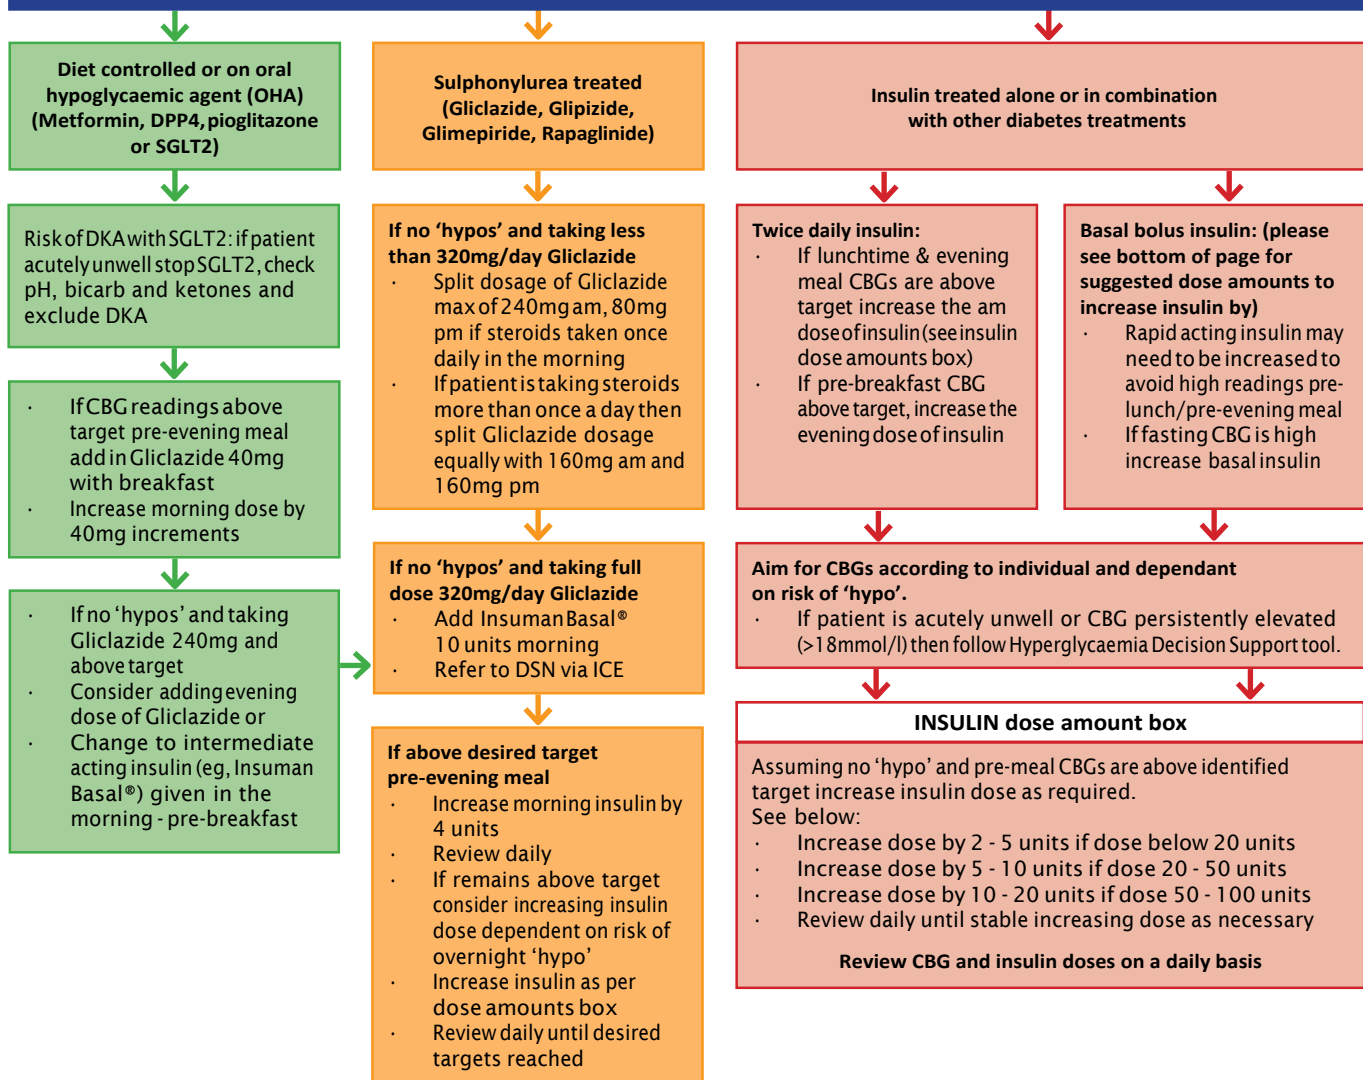 Diet controlled or on oral
hypoglycaemic agent (OHA)
(Metformin, DPP4, pioglitazone
or SGLT2)
Risk of DKA with SGLT2: if patient
acutely unwell stop SGLT2, check
pH, bicarb and ketones and
exclude DKA
· If CBG readings above
target pre-evening meal
add in Gliclazide 40mg
with breakfast
· Increase morning dose by
40mg increments
· If no ‘hypos’ and taking
Gliclazide 240mg and
above target
· Consider adding evening
dose of Gliclazide or
· Change to intermediate
acting insulin (eg, Insuman
Basal®) given in the
morning - pre-breakfast
Sulphonylurea treated
(Gliclazide, Glipizide,
Glimepiride, Rapaglinide)
If no ‘hypos’ and taking less
than 320mg/day Gliclazide
· Split dosage of Gliclazide
max of 240mg am, 80mg
pm if steroids taken once
daily in the morning
· If patient is taking steroids
more than once a day then
split Gliclazide dosage
equally with 160mg am and
160mg pm
If no ‘hypos’ and taking full
dose 320mg/day Gliclazide
· Add Insuman Basal®
10 units morning
· Refer to DSN via ICE
If above desired target
pre-evening meal
· Increase morning insulin by
4 units
· Review daily
· If remains above target
consider increasing insulin
dose dependent on risk of
overnight ‘hypo’
· Increase insulin as per
dose amounts box
· Review daily until desired
targets reached
Insulin treated alone or in combination
with other diabetes treatments
Twice daily insulin:
· If lunchtime & evening
meal CBGs are above
target increase the am
dose of insulin (see insulin
dose amounts box)
· If pre-breakfast CBG
above target, increase the
evening dose of insulin
Basal bolus insulin: (please
see bottom of page for
suggested dose amounts to
increase insulin by)
· Rapid acting insulin may
need to be increased to
avoid high readings pre-
lunch/pre-evening meal
· If fasting CBG is high
increase basal insulin
Aim for CBGs according to individual and dependant
on risk of ‘hypo’.
· If patient is acutely unwell or CBG persistently elevated
(>18mmol/l) then follow Hyperglycaemia Decision Support tool.
INSULIN dose amount box
Assuming no ‘hypo’ and pre-meal CBGs are above identified
target increase insulin dose as required.
See below:
· Increase dose by 2 - 5 units if dose below 20 units
· Increase dose by 5 - 10 units if dose 20 - 50 units
· Increase dose by 10 - 20 units if dose 50 - 100 units
· Review daily until stable increasing dose as necessary
Review CBG and insulin doses on a daily basis